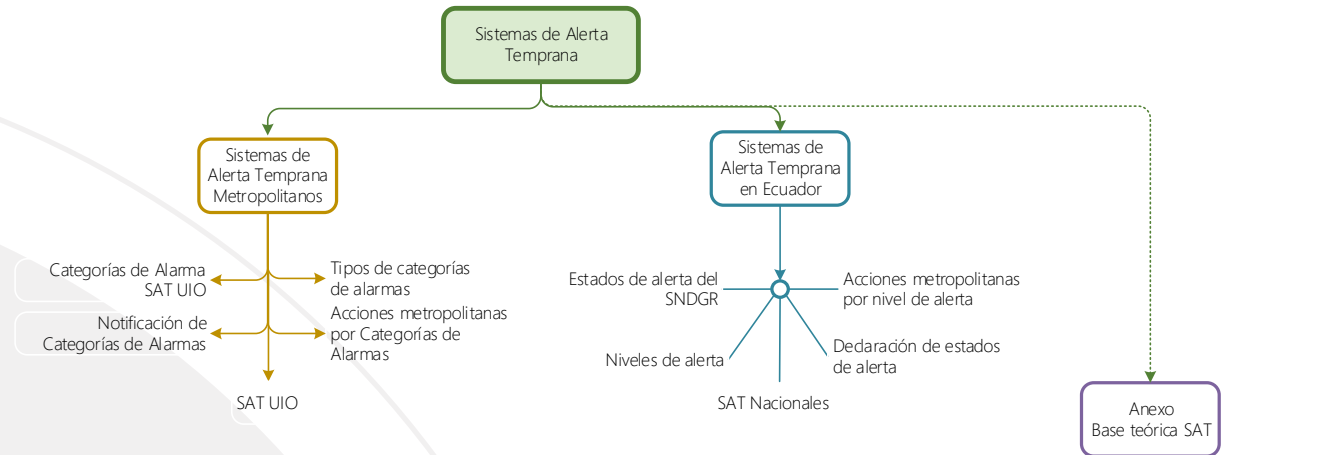 Sistemas de Alerta
Temprana
Sistemas de
Alerta Temprana
Metropolitanos
Categorías de Alarma
SAT UIO
Notificación de
Categorías de Alarmas
Tipos de categorías
de alarmas
Acciones metropolitanas
por Categorías de
Alarmas
SAT UIO
Sistemas de
Alerta Temprana
en Ecuador
Estados de alerta del
SNDGR
Niveles de alerta
SAT Nacionales
Acciones metropolitanas
por nivel de alerta
Declaración de estados
de alerta
Anexo
Base teórica SAT